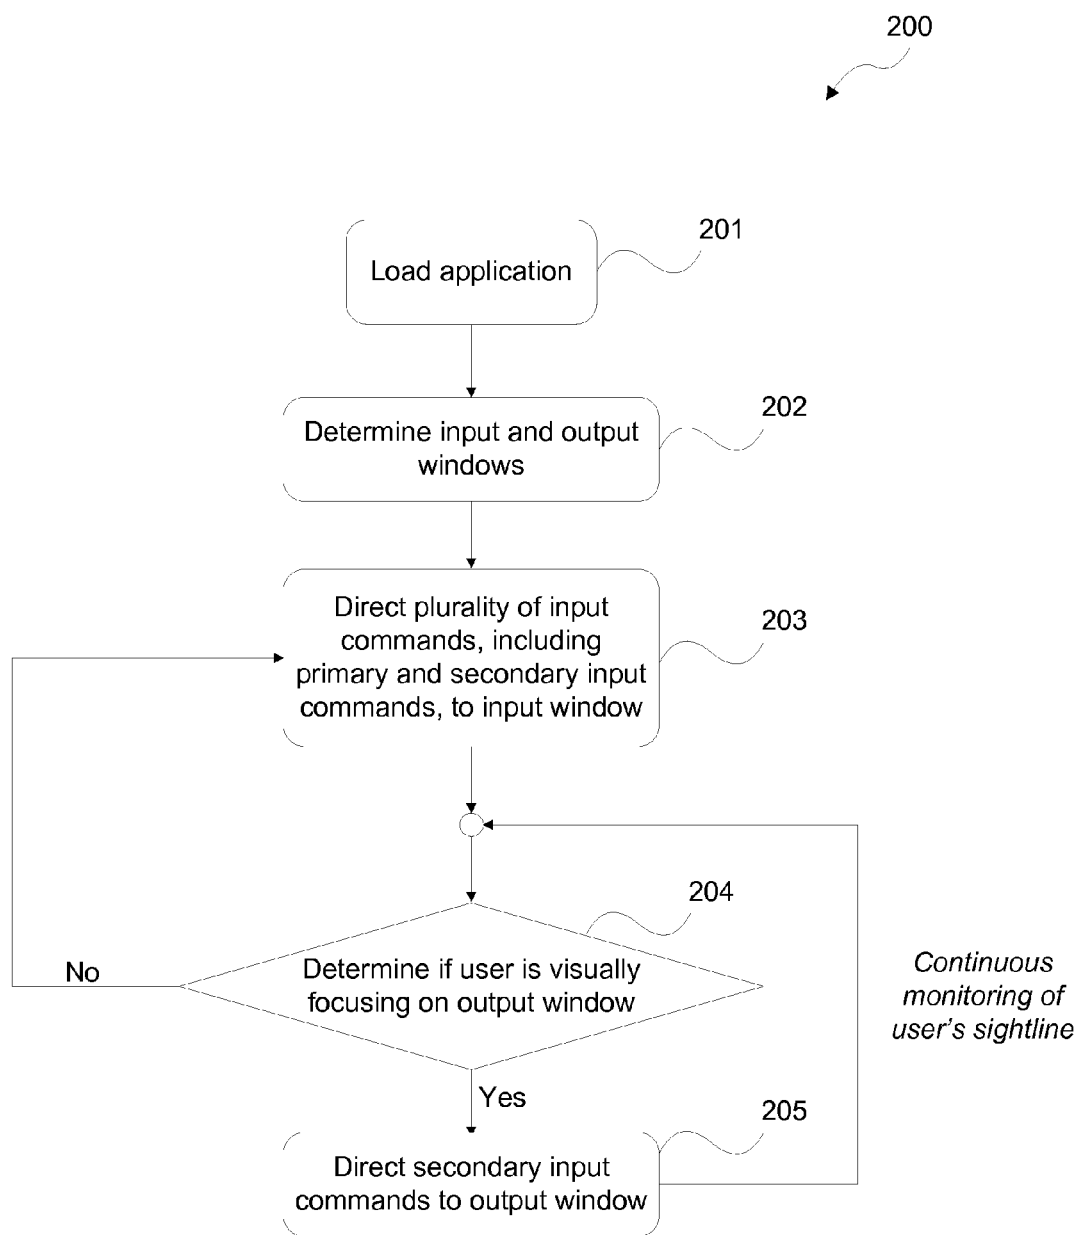 200
Load application
201
Determine input and output
windows
202
Direct plurality of input
commands, including
primary and secondary input
commands, to input window
203
204
Determine if user is visually
focusing on output window
No
Continuous
monitoring of
user's sightline
Yes
205
Direct secondary input
commands to output window